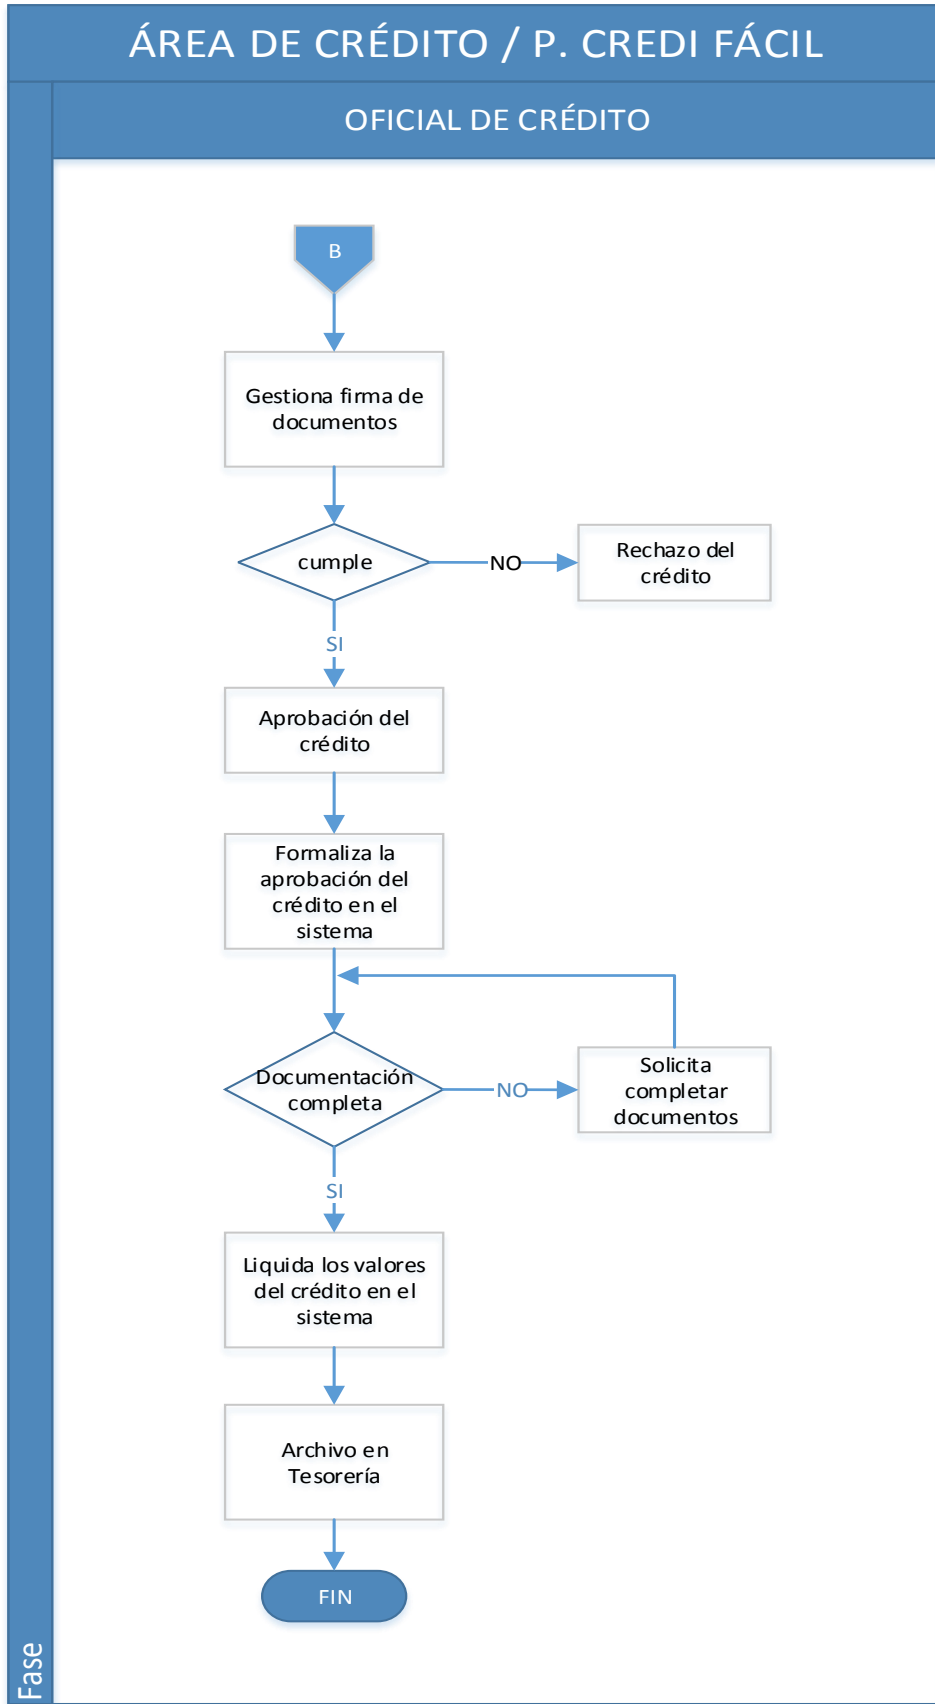 ÁREA DE CRÉDITO / P. CREDI FÁCIL
OFICIAL DE CRÉDITO
B
Gestiona firma de
documentos
cumple
NO
Rechazo del
crédito
SI
Aprobación del
crédito
Formaliza la
aprobación del
crédito en el
sistema
Documentación
completa
NO
Solicita
completar
documentos
SI
Liquida los valores
del crédito en el
sistema
Archivo en
Tesorería
FIN
Fase